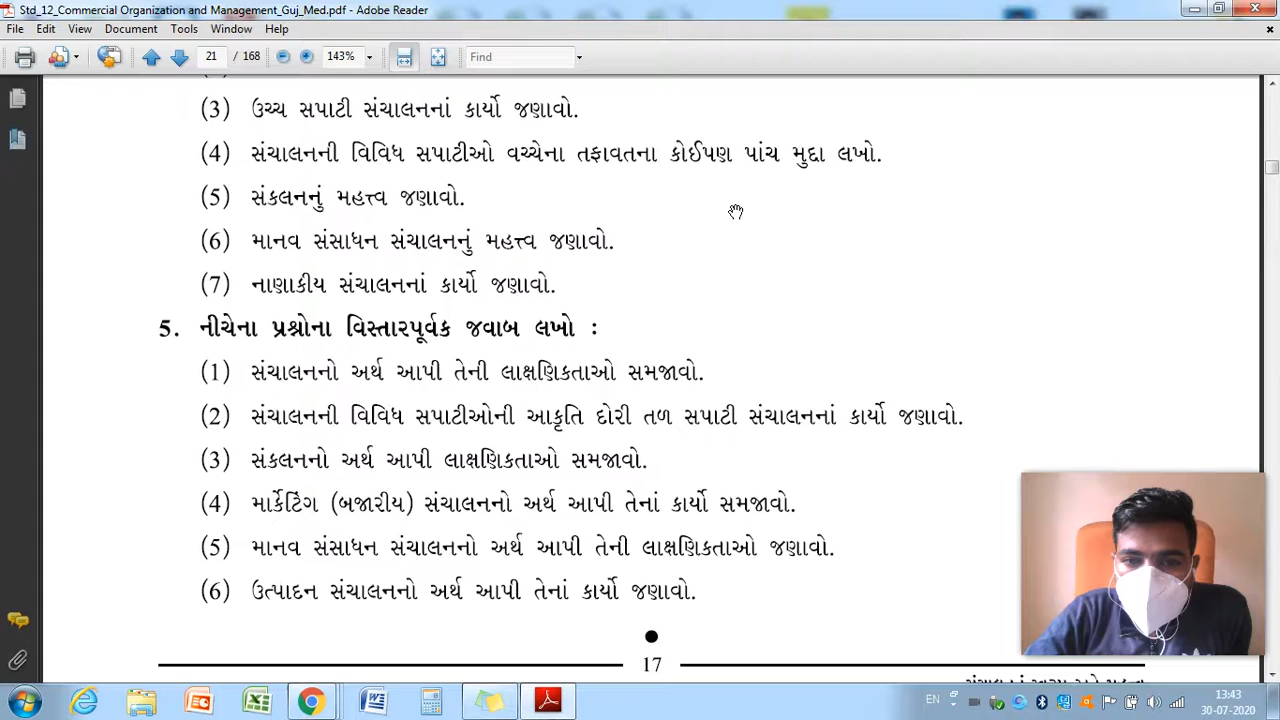 Std_12_Commercial Organization and Management_Guj_Med.pdf - Adobe Reader
File Edit View Document Tools Window Help
21 / 168 143% Find
(3) ઉચ્ચ સપાટી સંચાલનનાં કાર્યો જણાવો.
(4) સંચાલનની વિવિધ સપાટીઓ વચ્ચેના તફાવતના કોઈપણ પાંચ મુદ્દા લખો.
(5) સંકલનનું મહત્ત્વ જણાવો.
(6) માનવ સંસાધન સંચાલનનું મહત્ત્વ જણાવો.
(7) નાણાકીય સંચાલનનાં કાર્યો જણાવો.
5. નીચેના પ્રશ્નોના વિસ્તારપૂર્વક જવાબ લખો :
(1) સંચાલનનો અર્થ આપી તેની લાક્ષણિકતાઓ સમજાવો.
(2) સંચાલનની વિવિધ સપાટીઓની આકૃતિ દોરી તળ સપાટી સંચાલનનાં કાર્યો જણાવો.
(3) સંકલનનો અર્થ આપી લાક્ષણિકતાઓ સમજાવો.
(4) માર્કેટિંગ (બજારીય) સંચાલનનો અર્થ આપી તેનાં કાર્યો સમજાવો.
(5) માનવ સંસાધન સંચાલનનો અર્થ આપી તેની લાક્ષણિકતાઓ જણાવો.
(6) ઉત્પાદન સંચાલનનો અર્થ આપી તેનાં કાર્યો જણાવો.
17
EN 13:43
30-07-2020